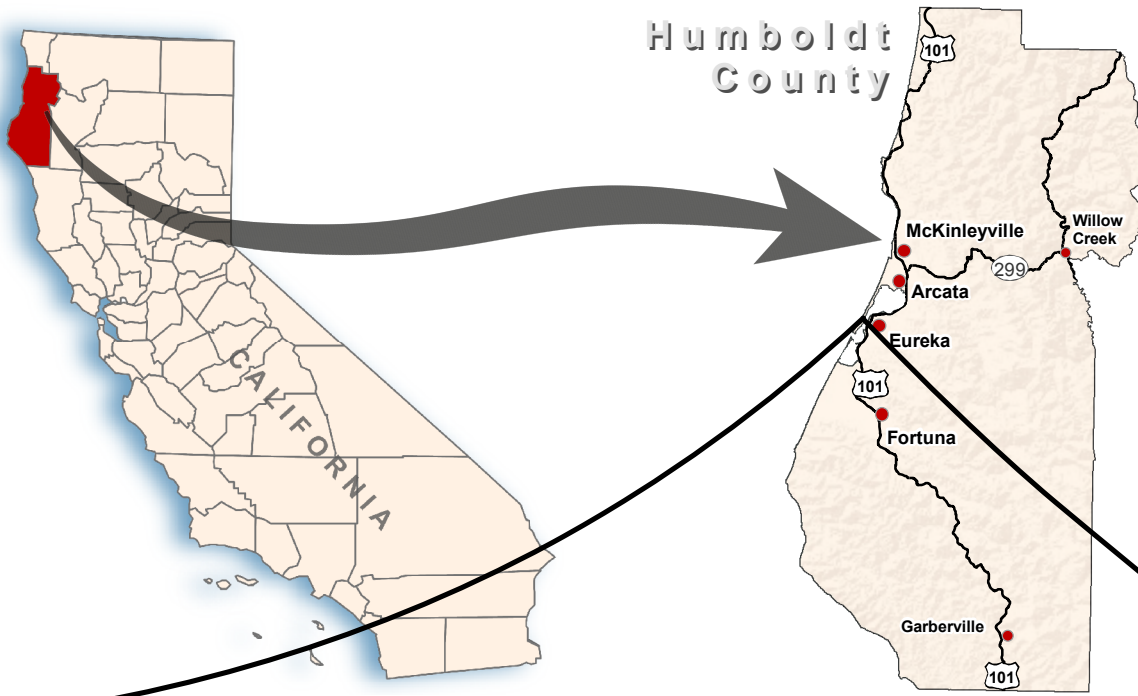 Humboldt
County
101
McKinleyville
Willow
Creek
299
Arcata
Eureka
101
Fortuna
CALIFORNIA
Garberville
101